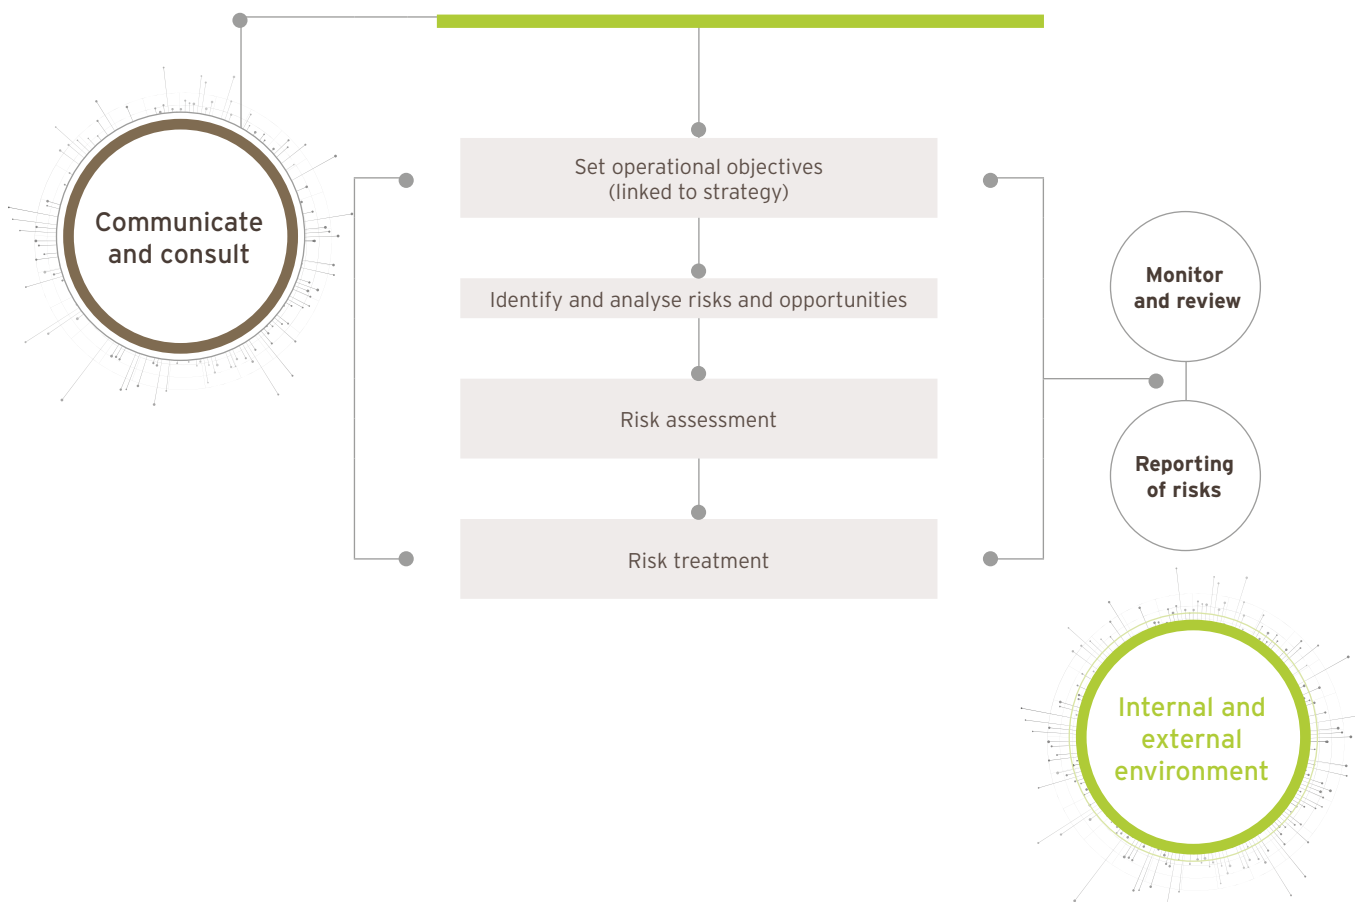 Communicate
and consult
Set operational objectives
(linked to strategy)
Identify and analyse risks and opportunities
Risk assessment
Risk treatment
Monitor
and review
Reporting
of risks
Internal and
external
environment